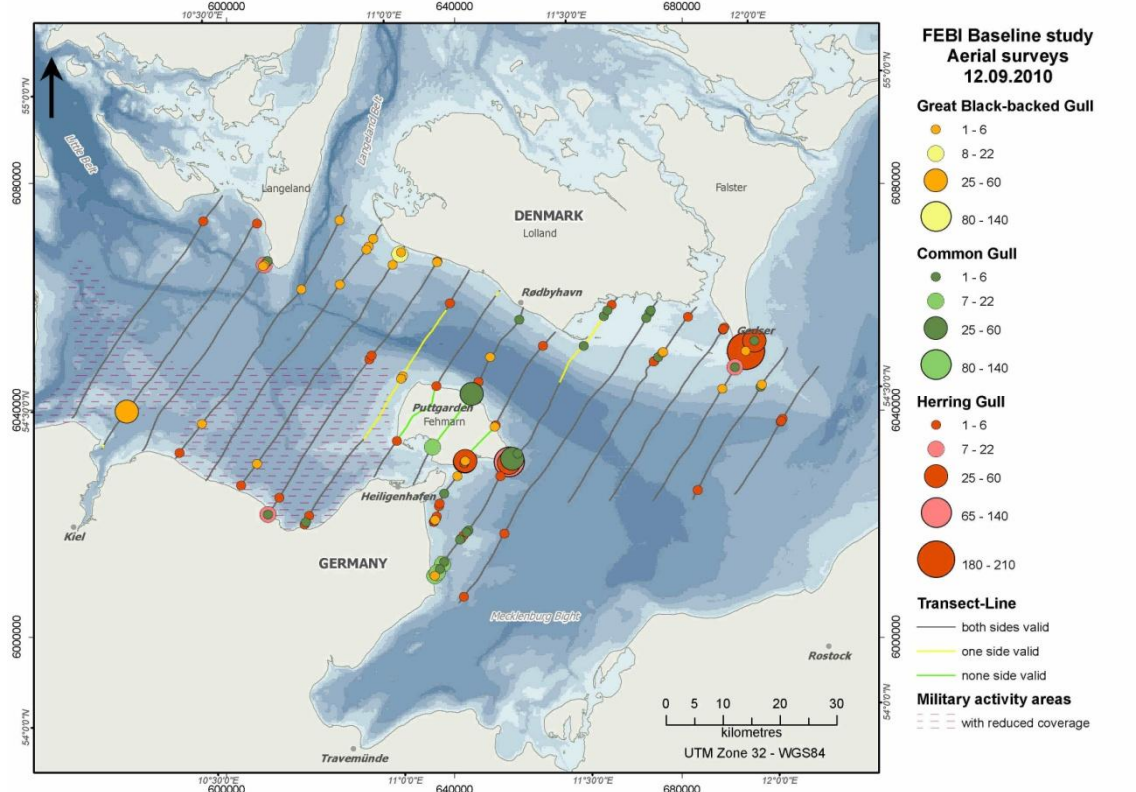 600000
640000
680000
10°30'0"E
11°0'0"E
11°30'0"E
12°0'0"E
55°0'0"N
55°0'0"N
Little Belt
Langeland Belt
6080000
6080000
Langeland
Falster
DENMARK
Lolland
Rødbyhavn
Gedser
54°30'0"N
54°30'0"N
6040000
6040000
Puttgarden
Fehmarn
Heiligenhafen
Kiel
GERMANY
Mecklenburg Bight
6000000
6000000
Rostock
54°0'0"N
54°0'0"N
Travemünde
0 5 10 20 30
kilometres
UTM Zone 32 - WGS84
10°30'0"E
11°0'0"E
11°30'0"E
12°0'0"E
600000
640000
680000
FEBI Baseline study
Aerial surveys
12.09.2010
Great Black-backed Gull
1 - 6
8 - 22
25 - 60
80 - 140
Common Gull
1 - 6
7 - 22
25 - 60
80 - 140
Herring Gull
1 - 6
7 - 22
25 - 60
65 - 140
180 - 210
Transect-Line
both sides valid
one side valid
none side valid
Military activity areas
with reduced coverage